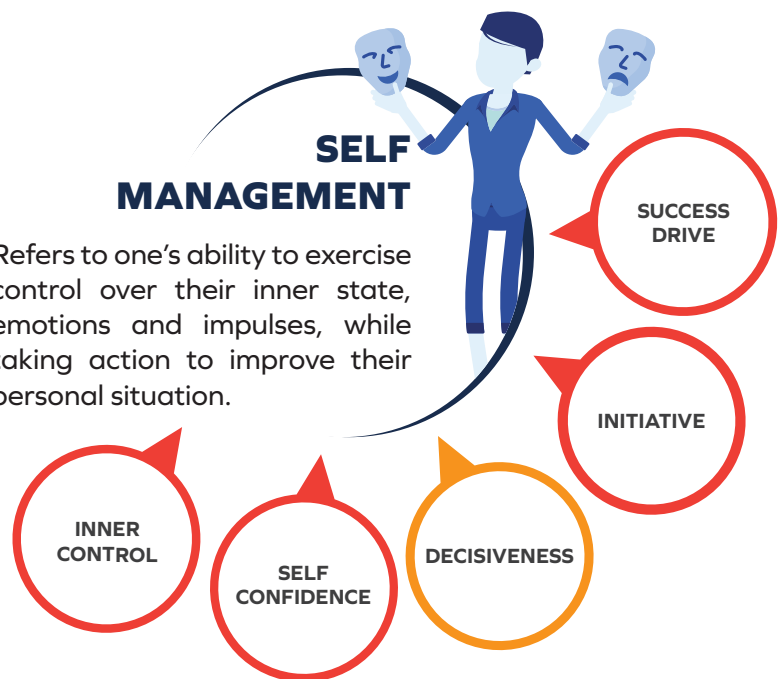 SELF
MANAGEMENT
Refers to one's ability to exercise
control over their inner state,
emotions and impulses, while
taking action to improve their
personal situation.
SUCCESS
DRIVE
INITIATIVE
DECISIVENESS
SELF
CONFIDENCE
INNER
CONTROL